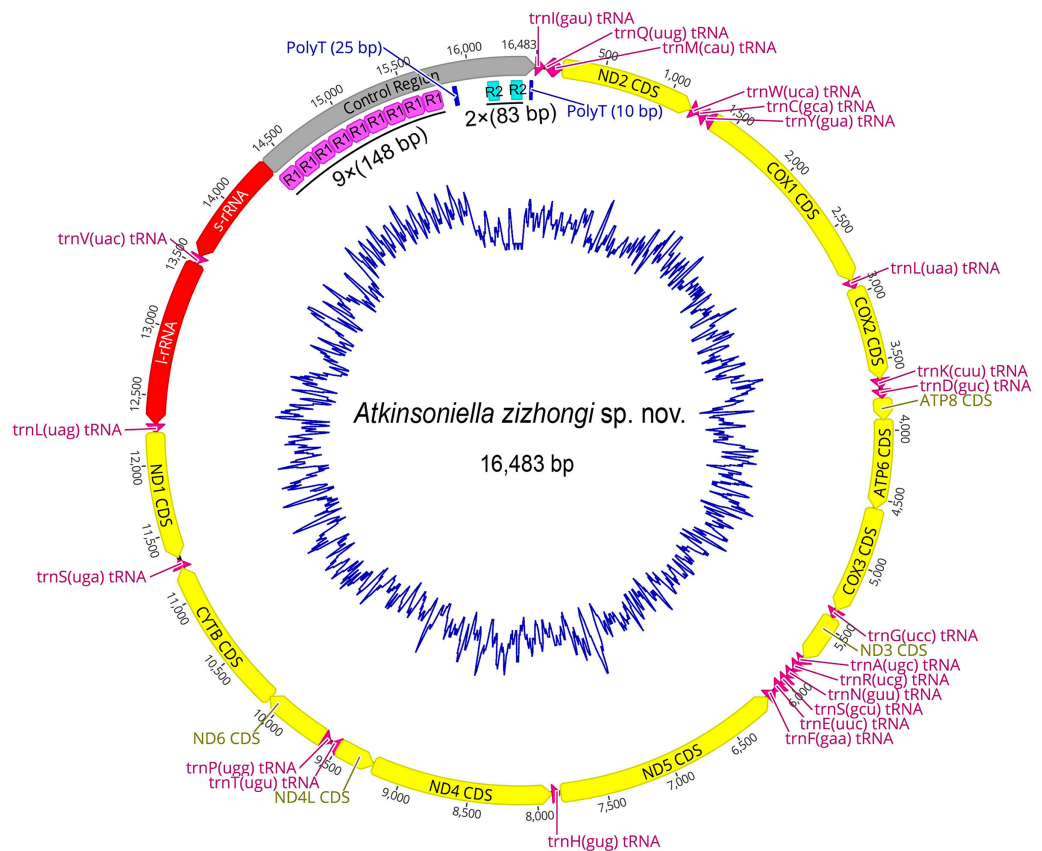 trnI(gau) tRNA
trnQ(uug) tRNA
trnM(cau) tRNA
16,483
500
ND2 CDS
1,000
trnW(uca) tRNA
trnC(gca) tRNA
trnY(gua) tRNA
1,500
COX1 CDS
2,000
2,500
trnL(uaa) tRNA
3,000
COX2 CDS
3,500
trnK(cuu) tRNA
trnD(guc) tRNA
ATP8 CDS
4,000
ATP6 CDS
4,500
COX3 CDS
5,000
trnG(ucc) tRNA
5,500
ND3 CDS
trnA(ugc) tRNA
trnR(ucg) tRNA
trnN(guu) tRNA
trnS(gcu) tRNA
trnE(uuc) tRNA
trnF(gaa) tRNA
6,000
6,500
ND5 CDS
7,000
7,500
trnH(gug) tRNA
8,000
ND4 CDS
8,500
9,000
ND4L CDS
trnT(ugu) tRNA
trnP(ugg) tRNA
9,500
ND6 CDS
10,000
10,500
CYTB CDS
11,000
trnS(uga) tRNA
11,500
ND1 CDS
12,000
trnL(uag) tRNA
12,500
l-rRNA
13,000
13,500
trnV(uac) tRNA
s-rRNA
14,000
14,500
Control Region
15,000
15,500
16,000
PolyT (25 bp)
R1 R1 R1 R1 R1 R1 R1 R1 R1
9×(148 bp)
R2 R2
2×(83 bp)
PolyT (10 bp)
Atkinsoniella zizhongi sp. nov.
16,483 bp